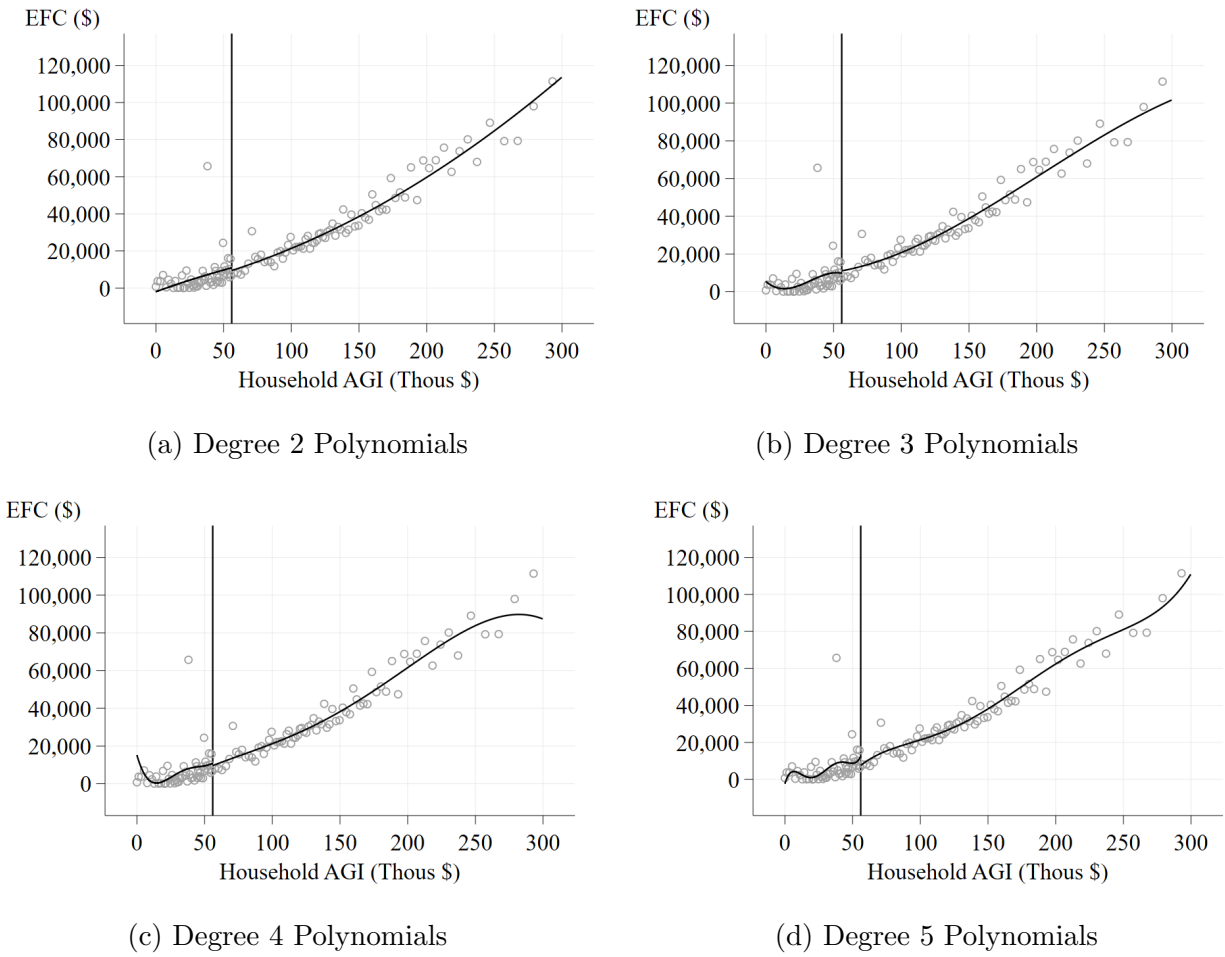 EFC ($)
120,000
100,000
80,000
60,000
40,000
20,000
0
0 50 100 150 200 250 300
Household AGI (Thous $)
(a) Degree 2 Polynomials
EFC ($)
120,000
100,000
80,000
60,000
40,000
20,000
0
0 50 100 150 200 250 300
Household AGI (Thous $)
(b) Degree 3 Polynomials
EFC ($)
120,000
100,000
80,000
60,000
40,000
20,000
0
0 50 100 150 200 250 300
Household AGI (Thous $)
(c) Degree 4 Polynomials
EFC ($)
120,000
100,000
80,000
60,000
40,000
20,000
0
0 50 100 150 200 250 300
Household AGI (Thous $)
(d) Degree 5 Polynomials